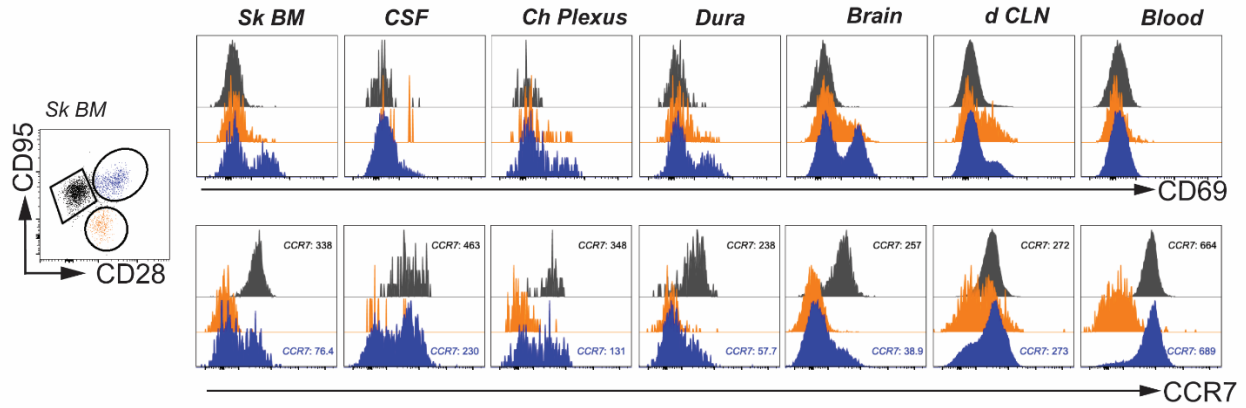 Sk BM CSF Ch Plexus Dura Brain d CLN Blood
Sk BM
CD95
CD28
CD69
CCR7: 338 CCR7: 463 CCR7: 348 CCR7: 238 CCR7: 257 CCR7: 272 CCR7: 664
CCR7: 76.4 CCR7: 230 CCR7: 131 CCR7: 57.7 CCR7: 38.9 CCR7: 273 CCR7: 689
CCR7